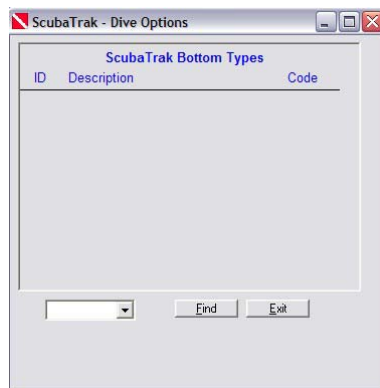 ScubaTrak - Dive Options
ScubaTrak Bottom Types
ID Description Code
Find Exit